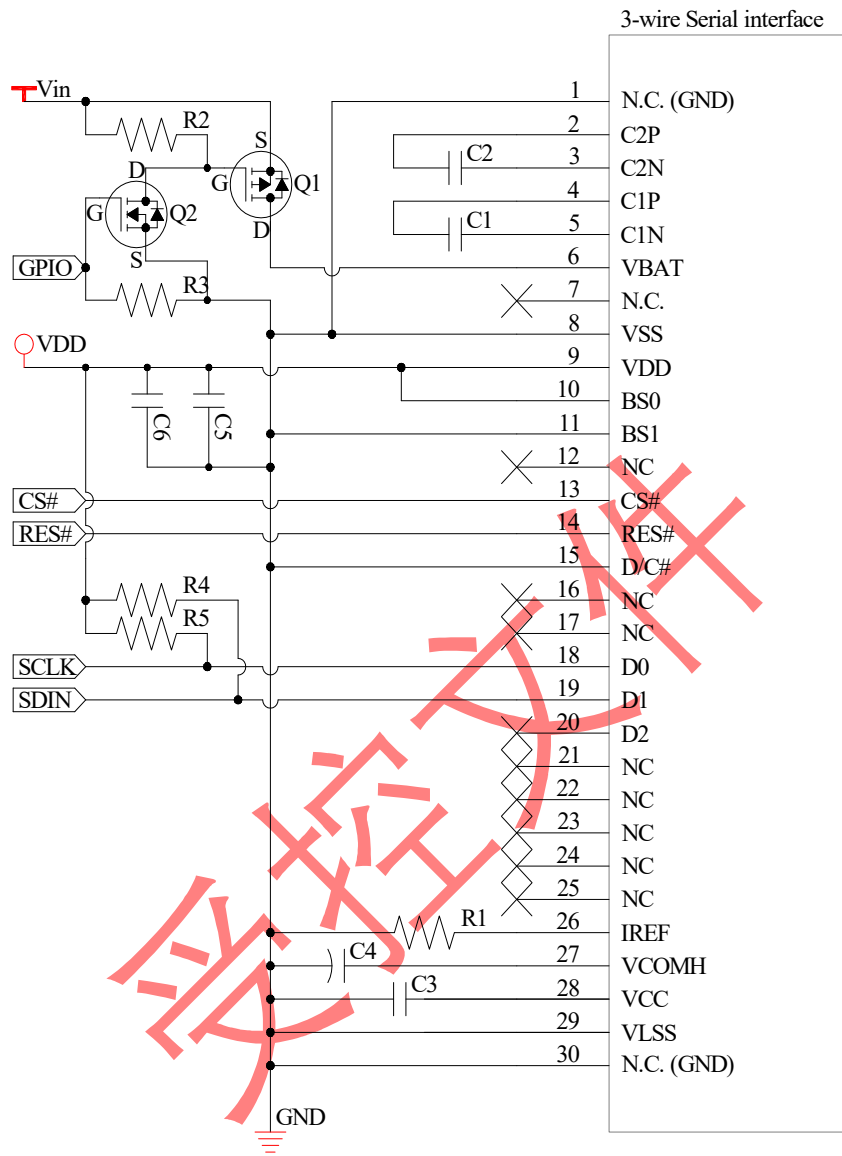 3-wire Serial interface
Vin
R2
S
D
G
Q1
G
Q2
D
S
GPIO
R3
VDD
C6
C5
CS#
RES#
R4
R5
SCLK
SDIN
C2
C1
R1
C4
C3
GND
1 N.C. (GND)
2 C2P
3 C2N
4 C1P
5 C1N
6 VBAT
7 N.C.
8 VSS
9 VDD
10 BS0
11 BS1
12 NC
13 CS#
14 RES#
15 D/C#
16 NC
17 NC
18 D0
19 D1
20 D2
21 NC
22 NC
23 NC
24 NC
25 NC
26 IREF
27 VCOMH
28 VCC
29 VLSS
30 N.C. (GND)
受控文件